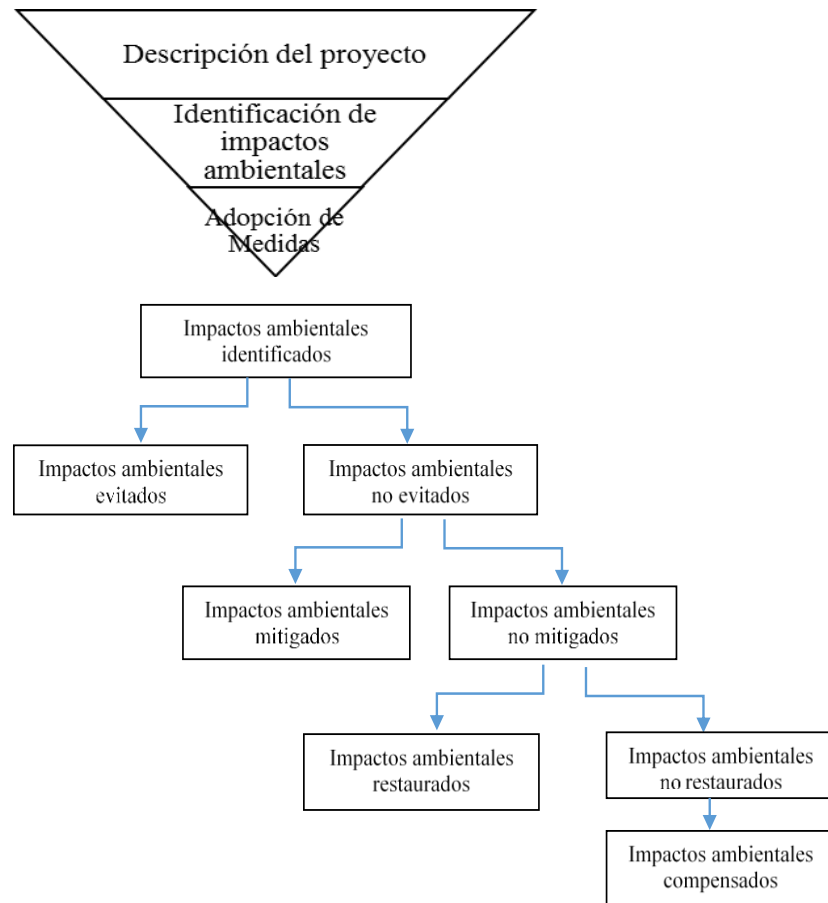 Descripción del proyecto
Identificación de
impactos
ambientales
Adopción de
Medidas
Impactos ambientales
identificados
Impactos ambientales
evitados
Impactos ambientales
no evitados
Impactos ambientales
mitigados
Impactos ambientales
no mitigados
Impactos ambientales
restaurados
Impactos ambientales
no restaurados
Impactos ambientales
compensados